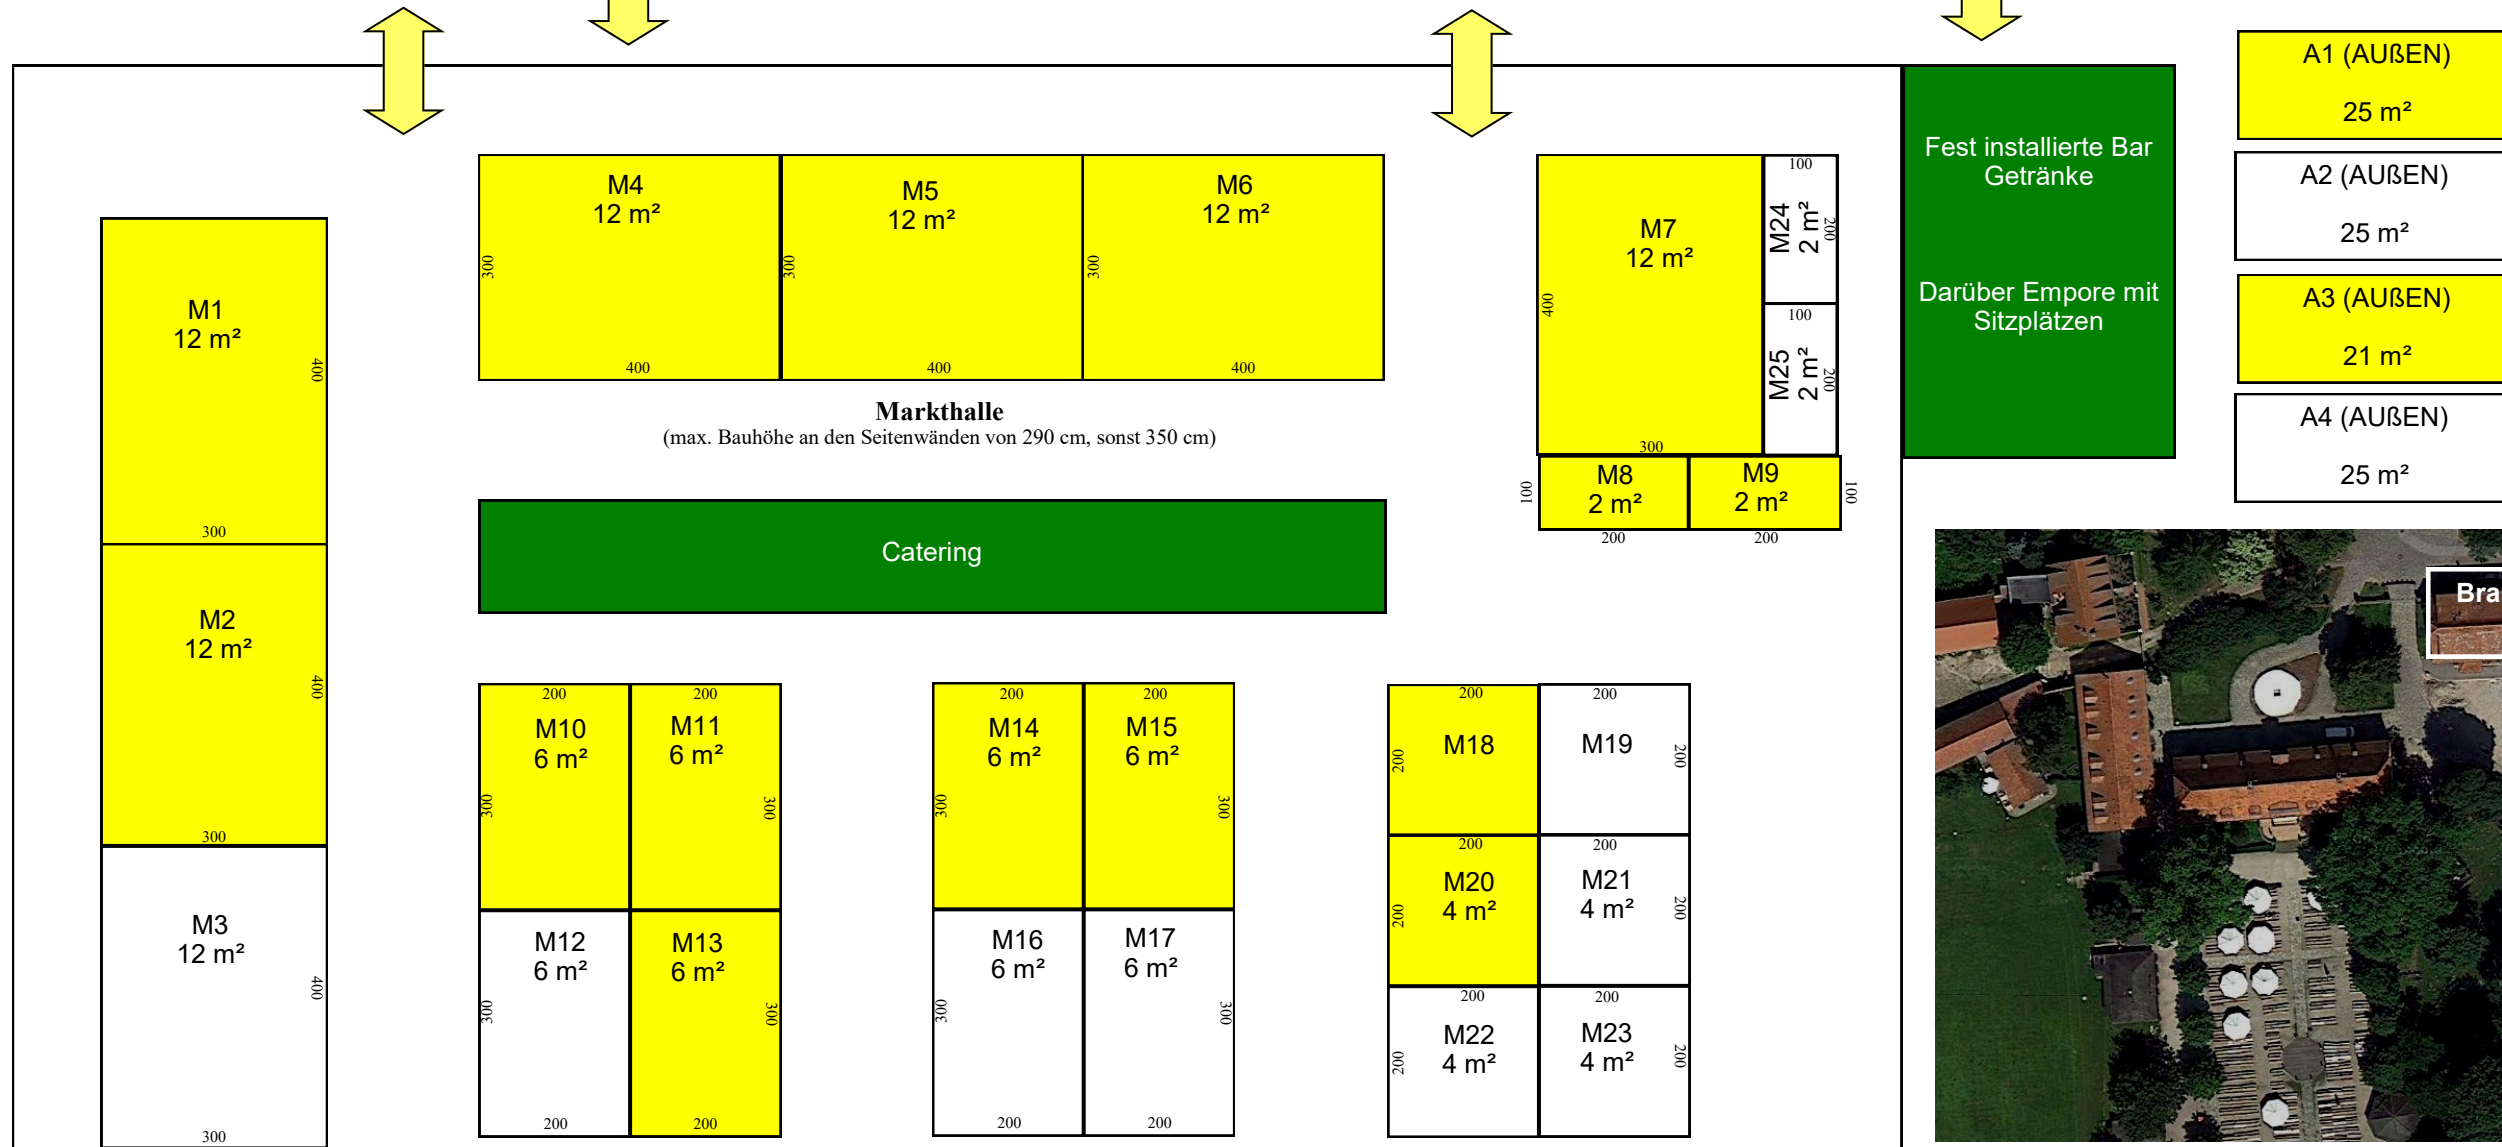 A1 (AUßEN)
25 m²
A2 (AUßEN)
25 m²
A3 (AUßEN)
21 m²
A4 (AUßEN)
25 m²
Fest installierte Bar
Getränke
Darüber Empore mit
Sitzplätzen
M1
12 m²
400
300
M2
12 m²
400
300
M3
12 m²
400
300
M4
12 m²
300
400
M5
12 m²
300
400
M6
12 m²
300
400
M7
12 m²
400
300
100
M24
2 m²
200
100
M25
2 m²
200
M8
2 m²
100
200
M9
2 m²
100
200
Markthalle
(max. Bauhöhe an den Seitenwänden von 290 cm, sonst 350 cm)
Catering
200
M10
6 m²
300
200
M11
6 m²
300
M12
6 m²
300
200
M13
6 m²
300
200
200
M14
6 m²
300
200
M15
6 m²
300
M16
6 m²
300
200
M17
6 m²
300
200
200
M18
200
200
M19
200
200
M20
4 m²
200
200
M21
4 m²
200
200
M22
4 m²
200
200
M23
4 m²
200
Bra